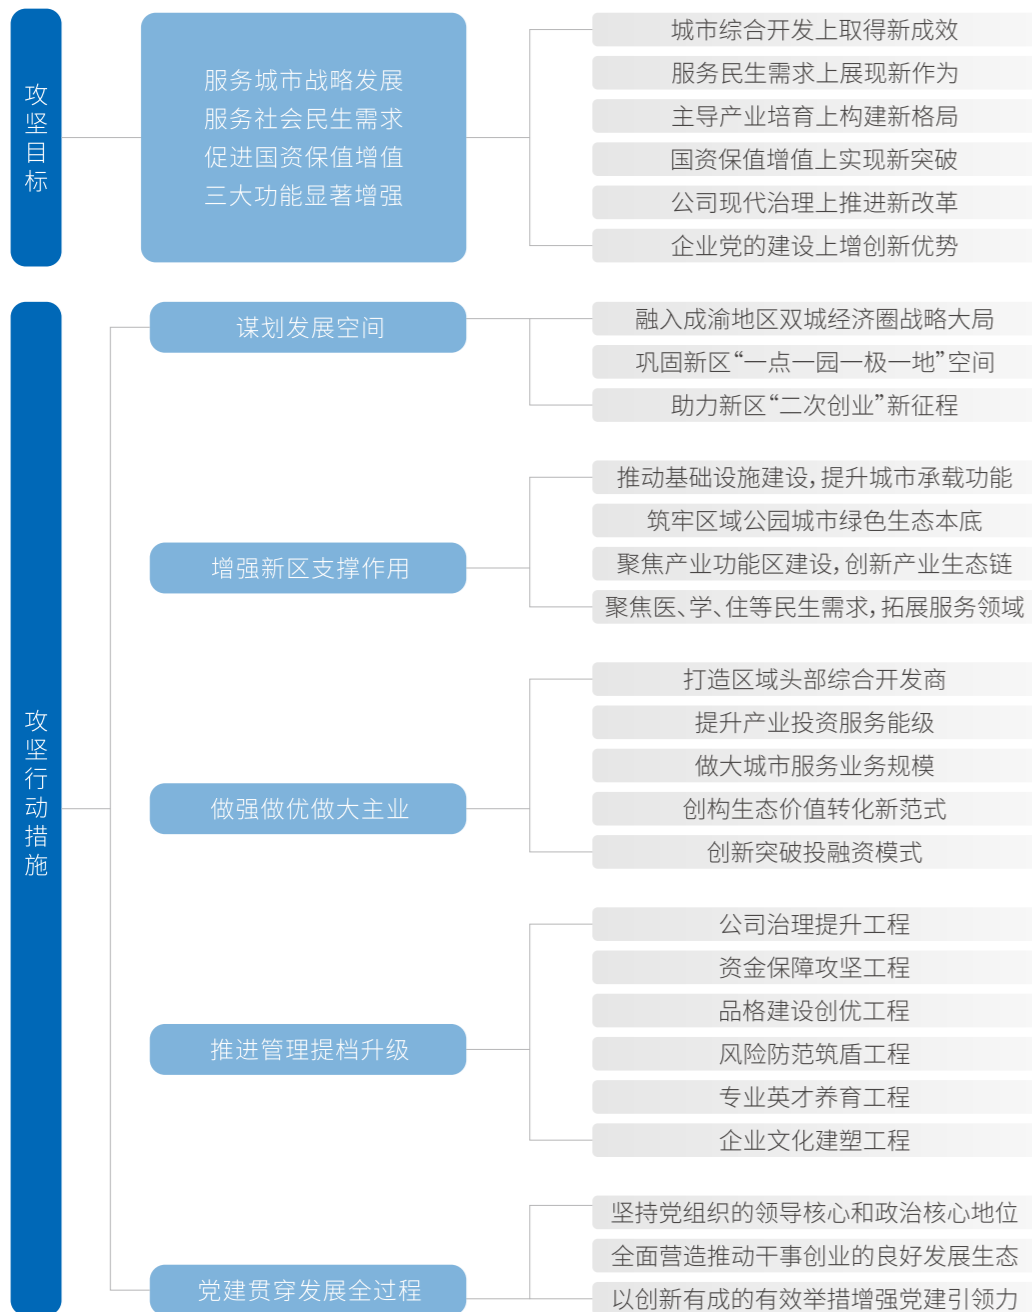 攻坚目标
服务城市战略发展
服务社会民生需求
促进国资保值增值
三大功能显著增强
城市综合开发上取得新成效
服务民生需求上展现新作为
主导产业培育上构建新格局
国资保值增值上实现新突破
公司现代治理上推进新改革
企业党的建设上增创新优势
攻坚行动措施
谋划发展空间
融入成渝地区双城经济圈战略大局
巩固新区“一点一园一极一地”空间
助力新区“二次创业”新征程
增强新区支撑作用
推动基础设施建设,提升城市承载功能
筑牢区域公园城市绿色生态本底
聚焦产业功能区建设,创新产业生态链
聚焦医、学、住等民生需求,拓展服务领域
做强做优做大主业
打造区域头部综合开发商
提升产业投资服务能级
做大城市服务业务规模
创构生态价值转化新范式
创新突破投融资模式
推进管理提档升级
公司治理提升工程
资金保障攻坚工程
品格建设创优工程
风险防范筑盾工程
专业英才养育工程
企业文化建塑工程
党建贯穿发展全过程
坚持党组织的领导核心和政治核心地位
全面营造推动干事创业的良好发展生态
以创新有成的有效举措增强党建引领力